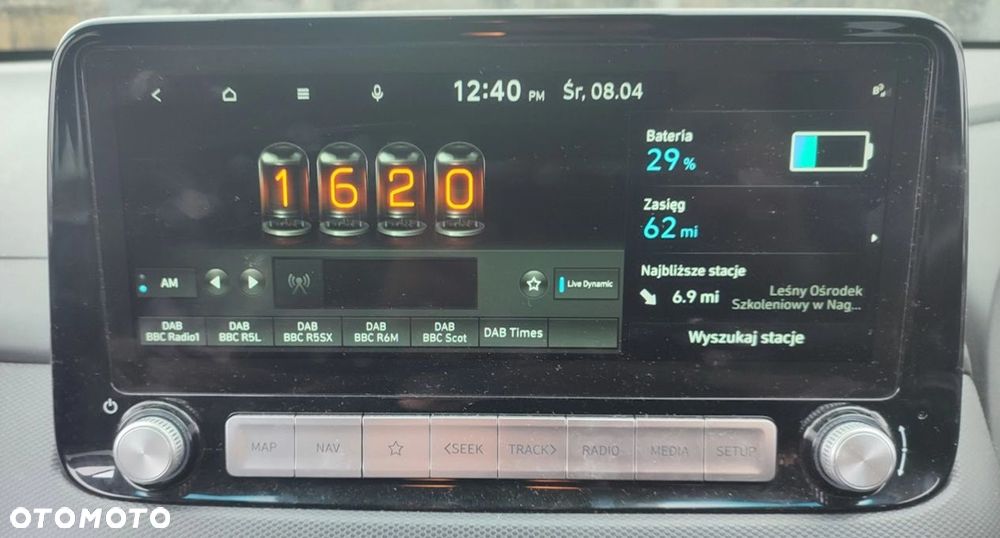 12:40 PM Śr, 08.04
1620
Bateria
29 %
Zasięg
62 mi
Najbliższe stacje
6.9 mi
Leśny Ośrodek
Szkoleniowy w Nag...
Wyszukaj stacje
AM
Live Dynamic
DAB
BBC Radio1
DAB
BBC R5L
DAB
BBC R5SX
DAB
BBC R6M
DAB
BBC Scot
DAB Times
MAP
NAV
<SEEK
TRACK>
RADIO
MEDIA
SETUP
OTOMOTO